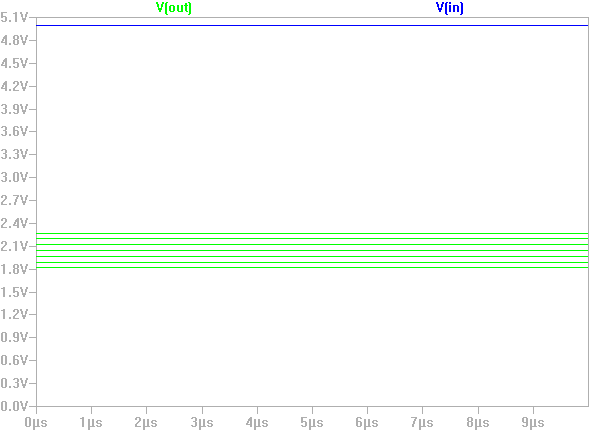 V(out) V(in)
5.1V
4.8V
4.5V
4.2V
3.9V
3.6V
3.3V
3.0V
2.7V
2.4V
2.1V
1.8V
1.5V
1.2V
0.9V
0.6V
0.3V
0.0V
0µs 1µs 2µs 3µs 4µs 5µs 6µs 7µs 8µs 9µs